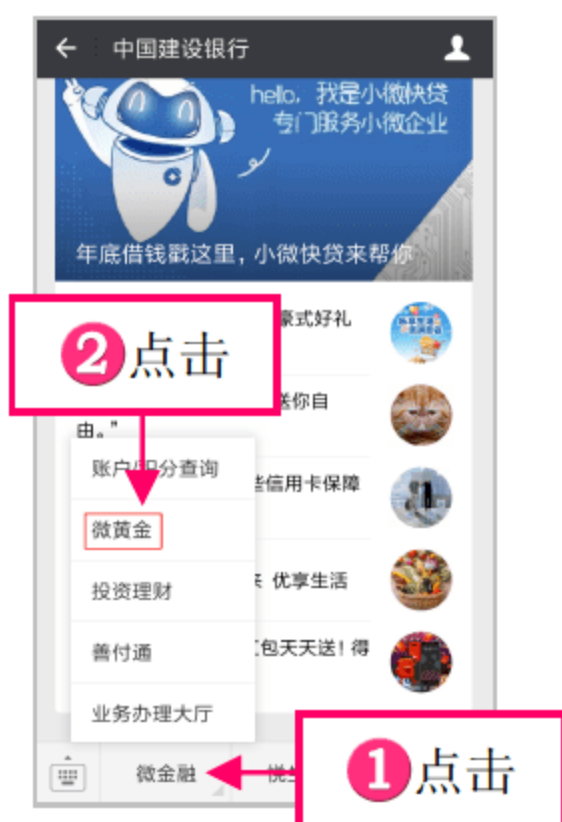 中国建设银行
hello，我是小微快贷
专门服务小微企业
年底借钱戳这里，小微快贷来帮你
豪式好礼
2点击
送你自
由。”
账户/积分查询
些信用卡保障
微黄金
投资理财
优享生活
善付通
包天天送！得
业务办理大厅
微金融
悦生
1点击